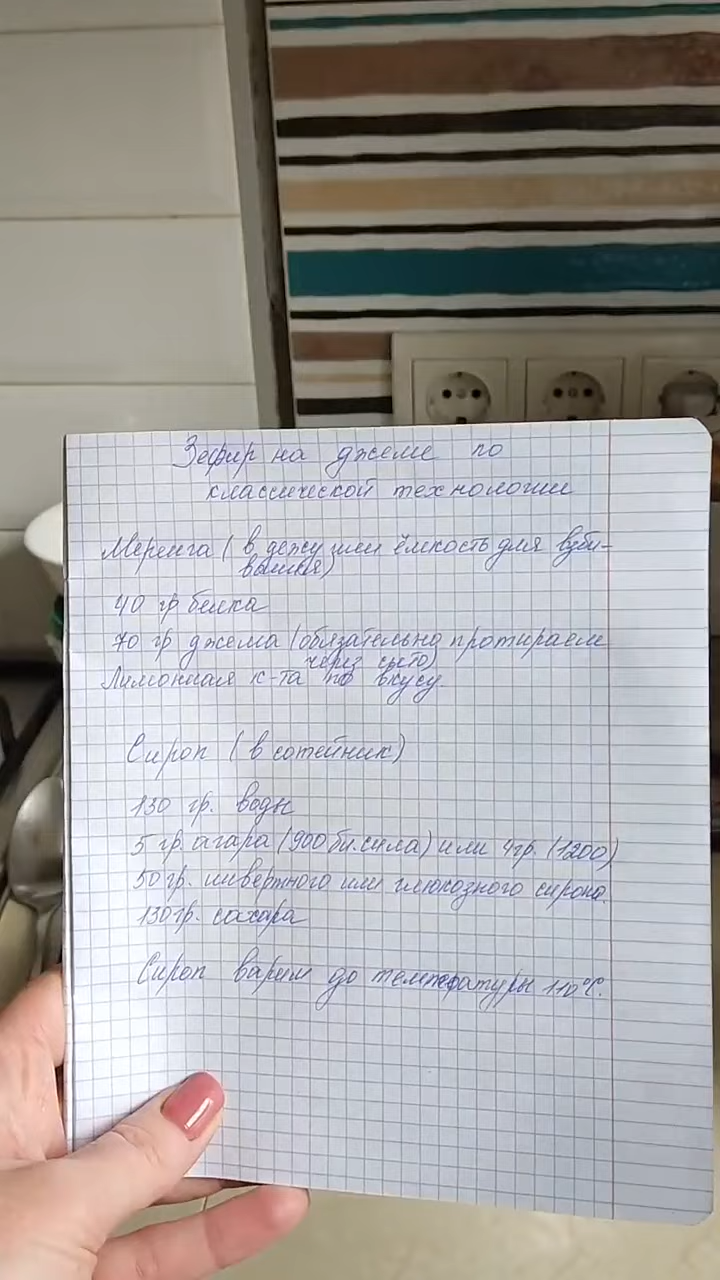 Зефир на джеме по
классической технологии
Меренга (в дежу или ёмкость для взби-
вания)
40 гр белка
70 гр джема (обязательно протираем
через сито)
Лимонная к-та по вкусу.
Сироп (в сотейник)
130 гр. воды
5 гр. агара (900 бл. сила) или 4 гр. (1200)
50 гр. инвертного или глюкозного сиропа.
130 гр. сахара
Сироп варим до температуры 110°С.